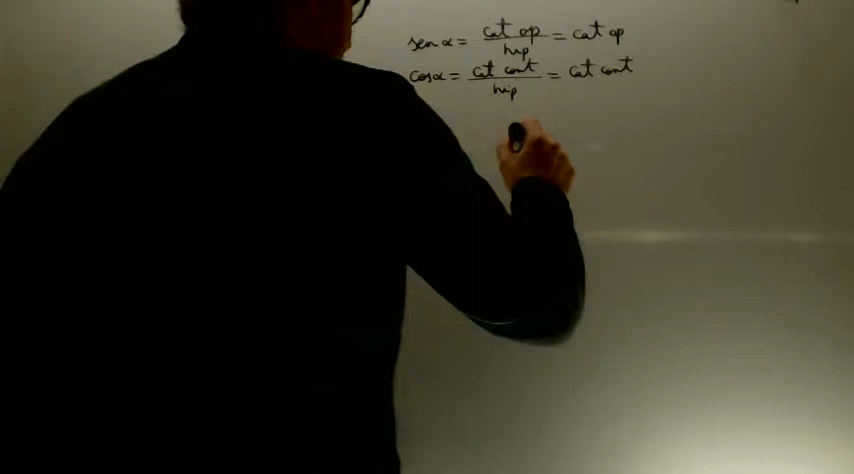 sen α = cat op / hip = cat op
cos α = cat cont / hip = cat cont